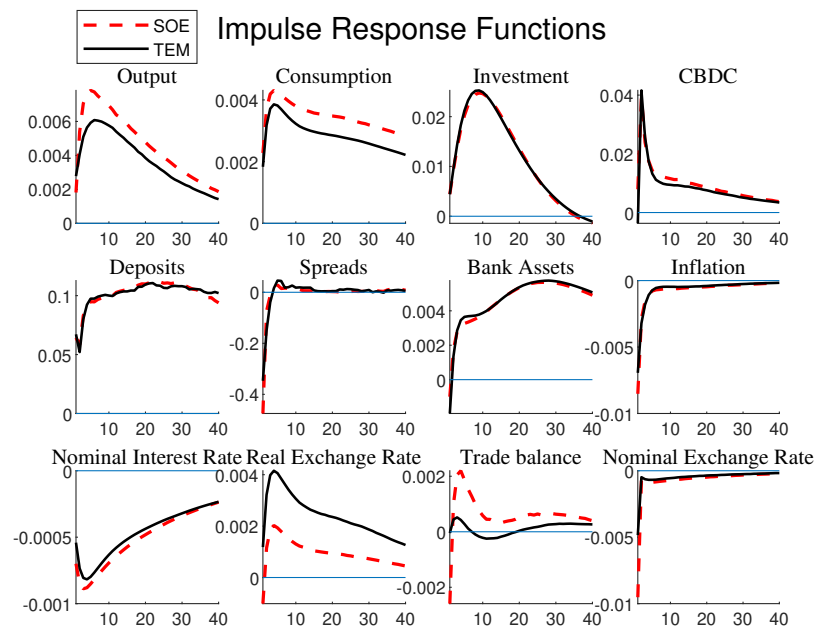 SOE
TEM
Impulse Response Functions
Output
Consumption
Investment
CBDC
0.006
0.004
0.002
0
10 20 30 40
0.004
0.002
0
10 20 30 40
0.02
0.01
0
10 20 30 40
0.04
0.02
0
10 20 30 40
Deposits
Spreads
Bank Assets
Inflation
0.1
0.05
0
10 20 30 40
0
-0.2
-0.4
10 20 30 40
0.004
0.002
0
10 20 30 40
0
-0.005
-0.01
10 20 30 40
Nominal Interest Rate
Real Exchange Rate
Trade balance
Nominal Exchange Rate
0
-0.0005
-0.001
10 20 30 40
0.004
0.002
0
10 20 30 40
0.002
0
-0.002
10 20 30 40
0
-0.005
-0.01
10 20 30 40